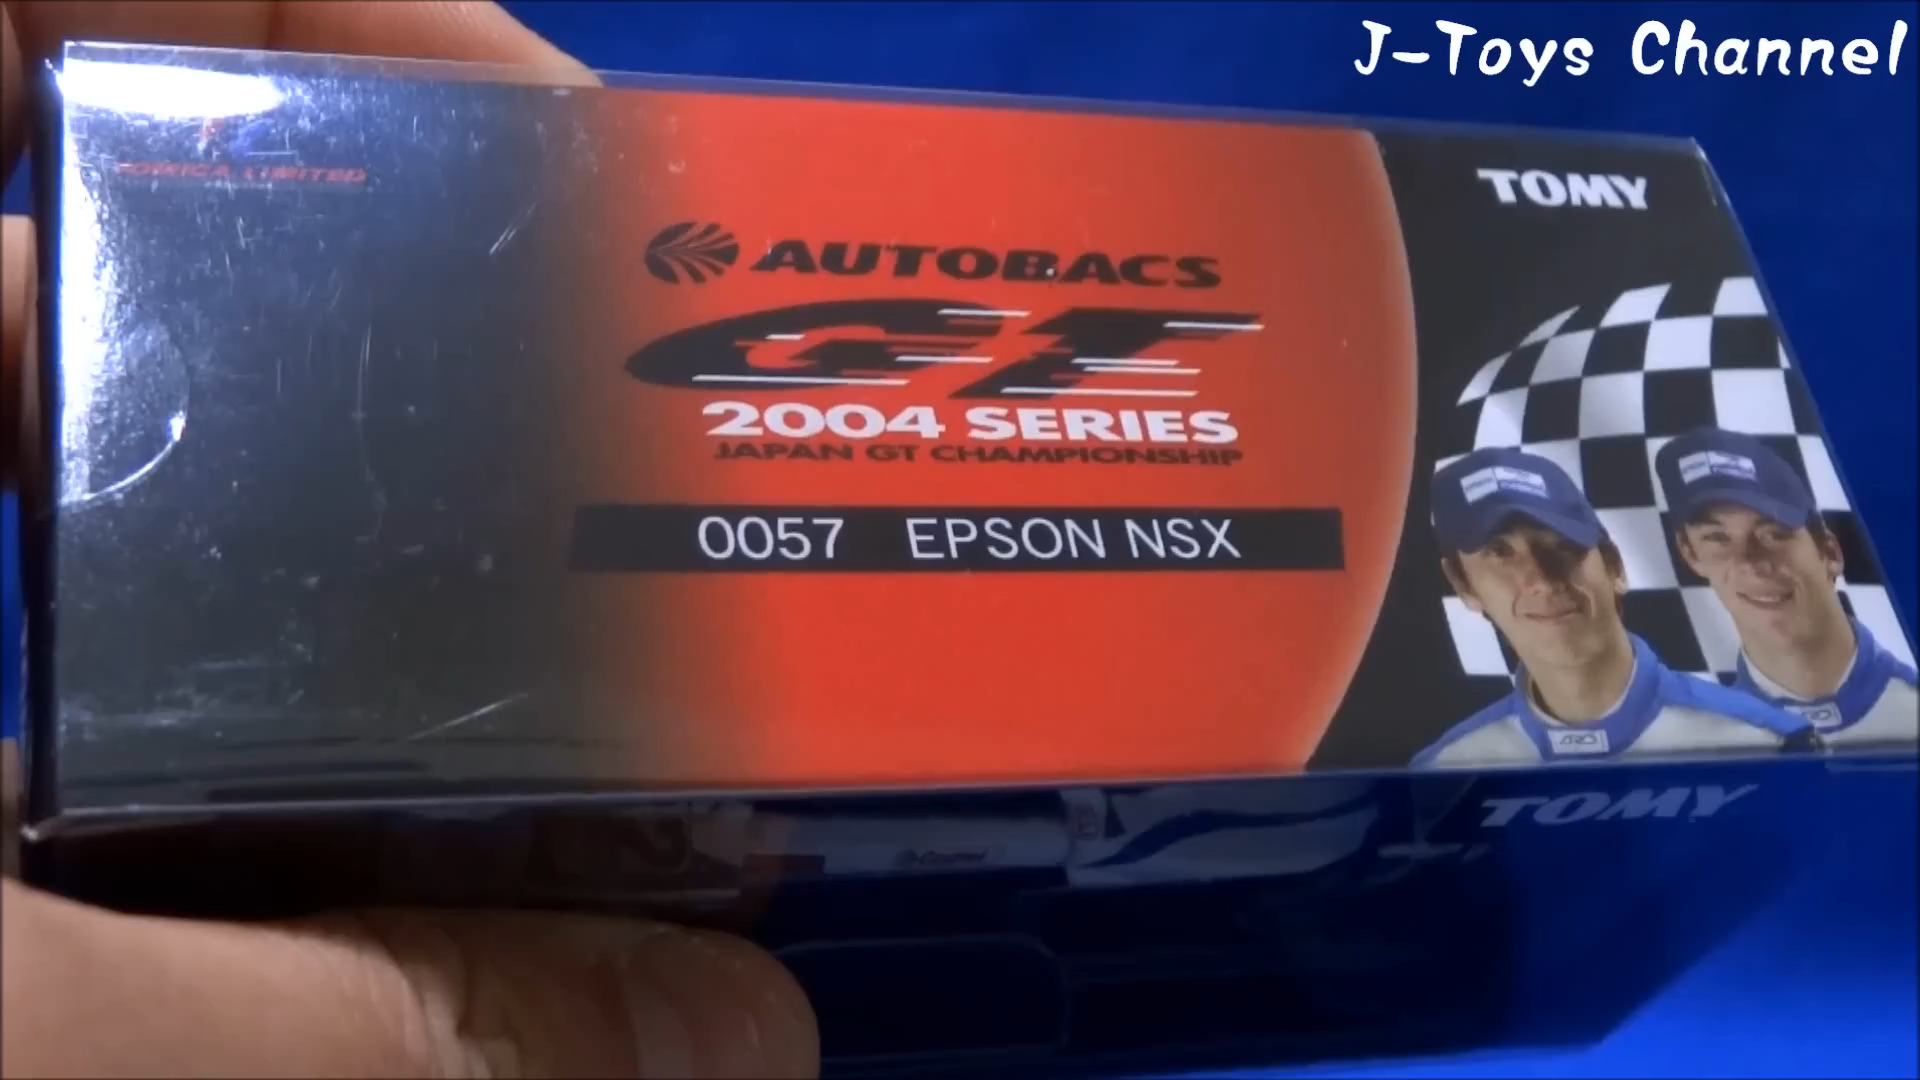 J-Toys Channel
TOMICA LIMITED
TOMY
AUTOBACS
GT
2004 SERIES
JAPAN GT CHAMPIONSHIP
0057 EPSON NSX
TOMY